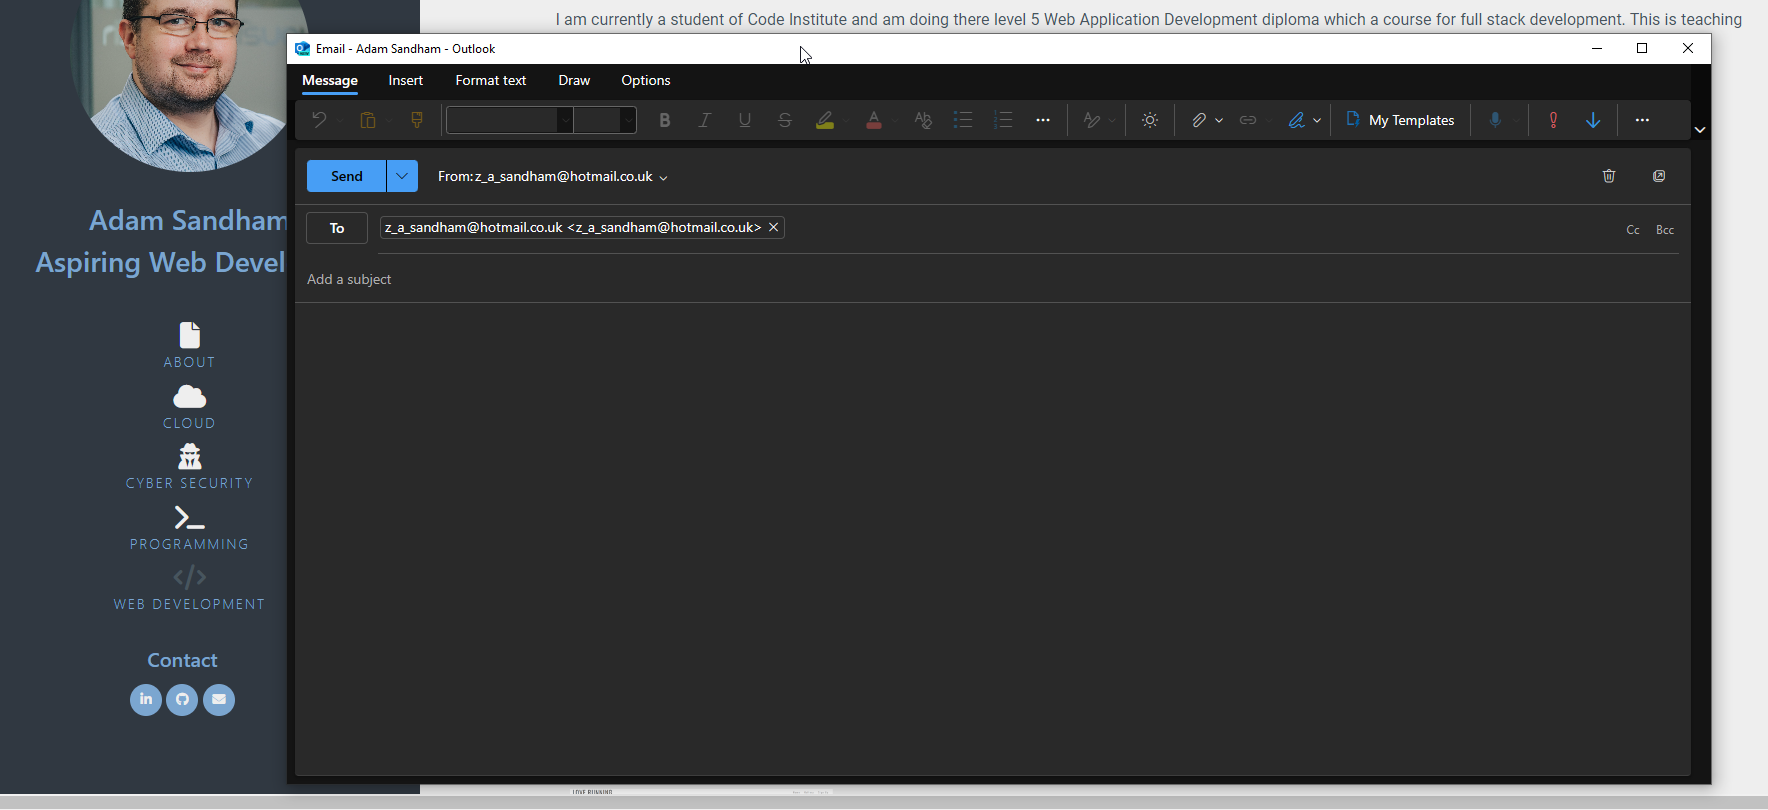 I am currently a student of Code Institute and am doing there level 5 Web Application Development diploma which a course for full stack development. This is teaching
Email - Adam Sandham - Outlook
Message Insert Format text Draw Options
My Templates
Send
From: z_a_sandham@hotmail.co.uk
To
z_a_sandham@hotmail.co.uk <z_a_sandham@hotmail.co.uk>
Cc Bcc
Add a subject
Adam Sandham
Aspiring Web Devel
ABOUT
CLOUD
CYBER SECURITY
PROGRAMMING
WEB DEVELOPMENT
Contact
in
LOVE RUNNING